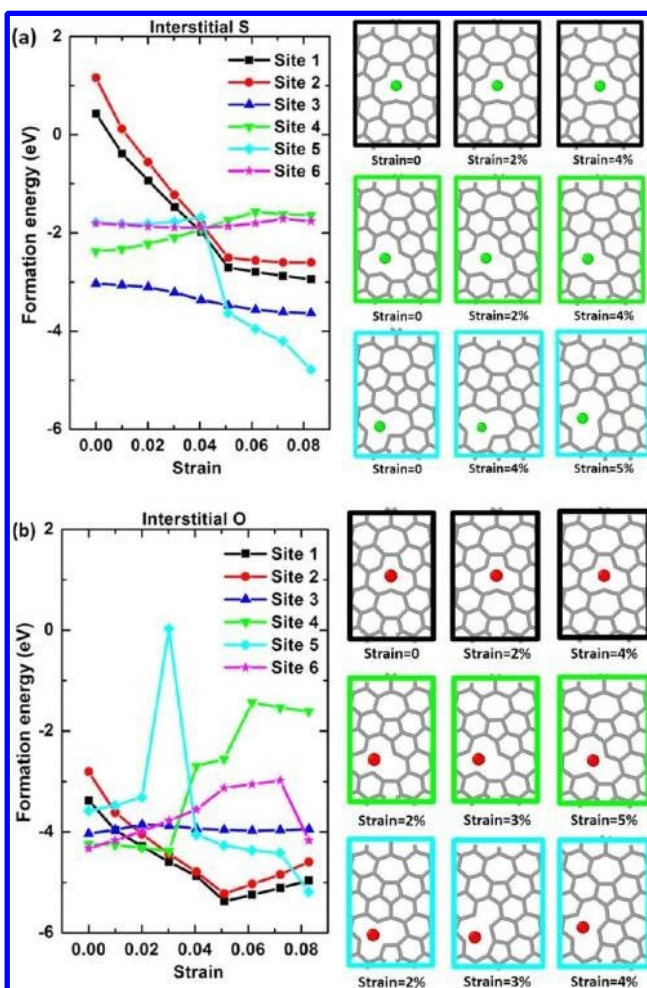 (a)
Interstitial S
2
0
-2
-4
-6
Formation energy (eV)
Site 1
Site 2
Site 3
Site 4
Site 5
Site 6
0.00 0.02 0.04 0.06 0.08
Strain
Strain=0 Strain=2% Strain=4%
Strain=0 Strain=2% Strain=4%
Strain=0 Strain=4% Strain=5%
(b)
Interstitial O
2
0
-2
-4
-6
Formation energy (eV)
Site 1
Site 2
Site 3
Site 4
Site 5
Site 6
0.00 0.02 0.04 0.06 0.08
Strain
Strain=0 Strain=2% Strain=4%
Strain=2% Strain=3% Strain=5%
Strain=2% Strain=3% Strain=4%